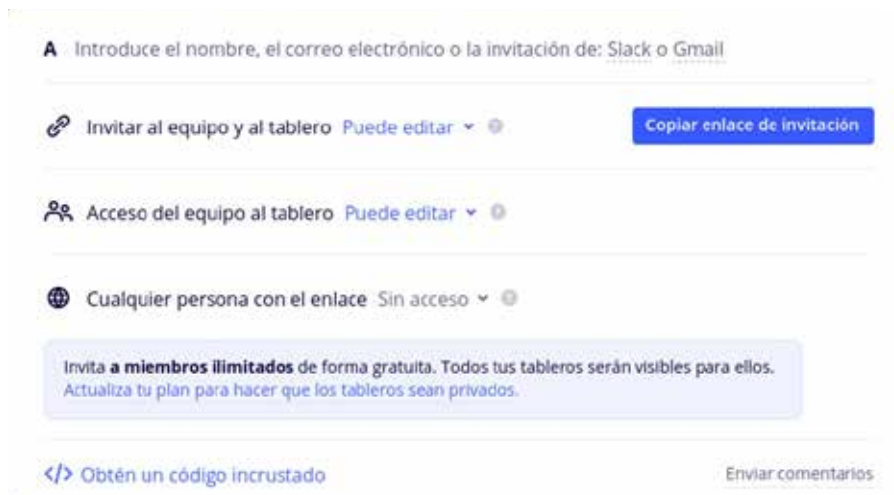 A Introduce el nombre, el correo electrónico o la invitación de: Slack o Gmail
Invitar al equipo y al tablero Puede editar
Copiar enlace de invitación
Acceso del equipo al tablero Puede editar
Cualquier persona con el enlace Sin acceso
Invita a miembros ilimitados de forma gratuita. Todos tus tableros serán visibles para ellos.
Actualiza tu plan para hacer que los tableros sean privados.
</> Obtén un código incrustado
Enviar comentarios